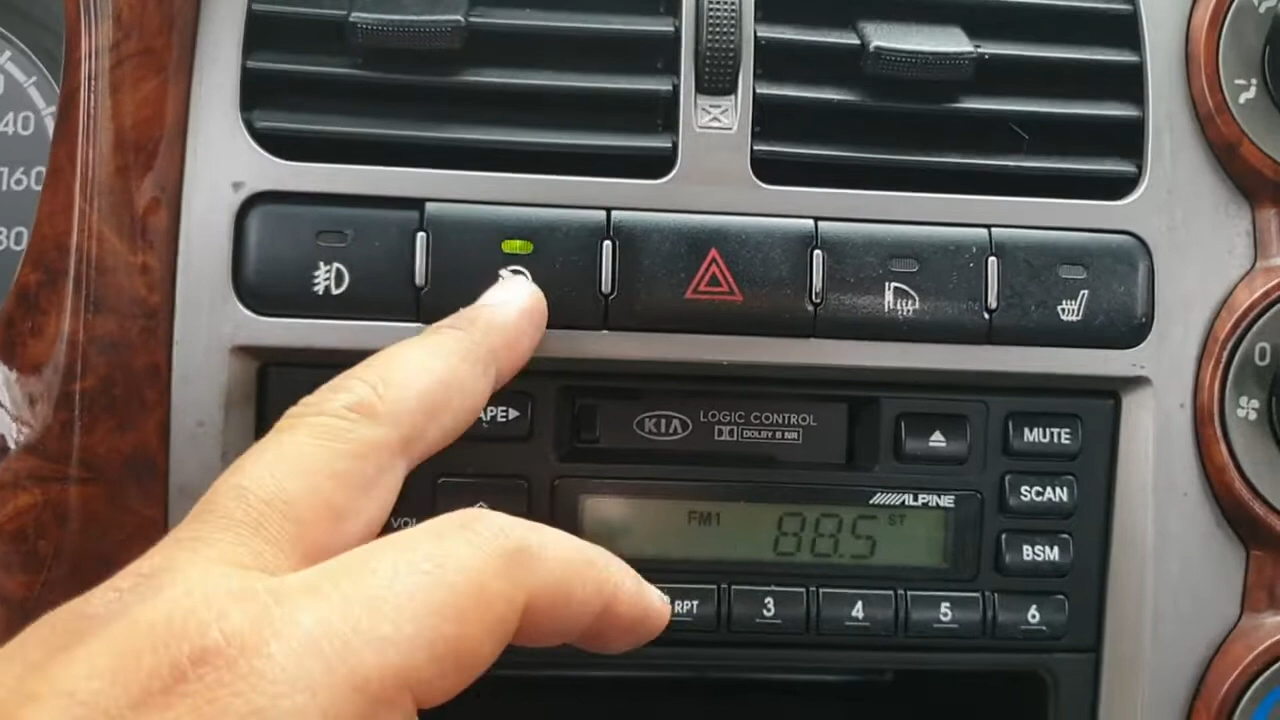 40
160
80
0
APE▶
KIA
LOGIC CONTROL
DOLBY B NR
MUTE
SCAN
BSM
ALPINE
VOL
FM1 88.5 ST
RPT 3 4 5 6